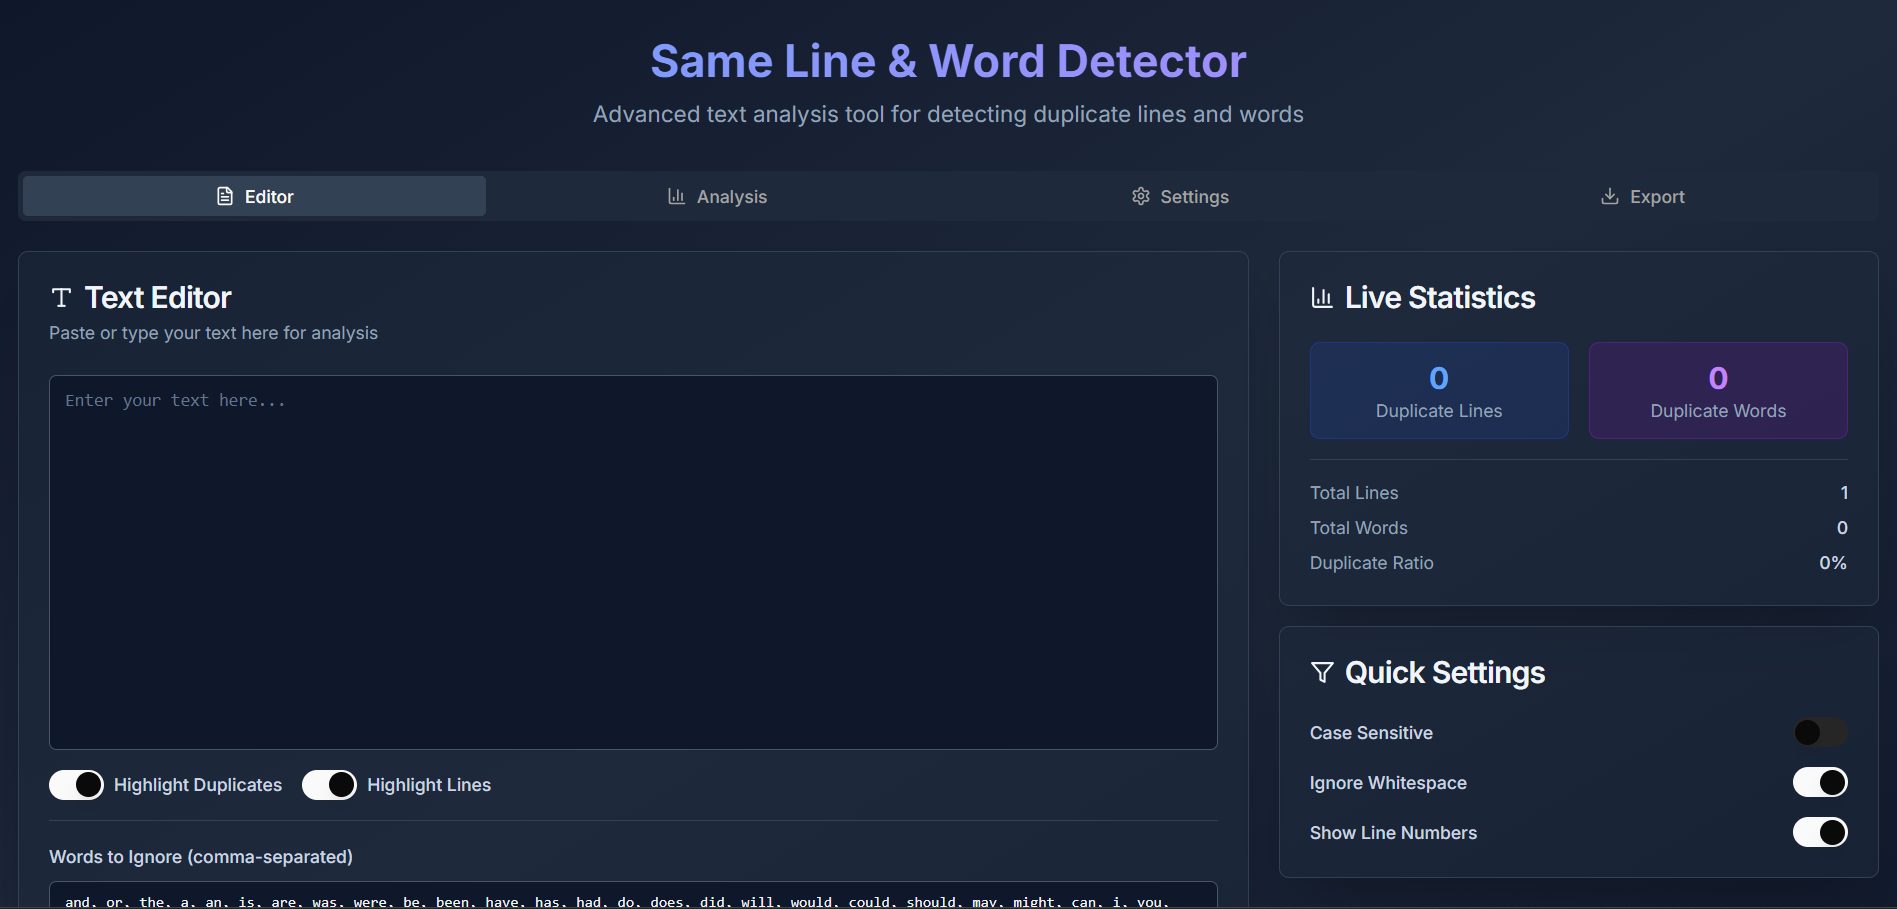 Same Line & Word Detector
Advanced text analysis tool for detecting duplicate lines and words
Editor
Analysis
Settings
Export
Text Editor
Paste or type your text here for analysis
Enter your text here...
Highlight Duplicates
Highlight Lines
Words to Ignore (comma-separated)
and, or, the, a, an, is, are, was, were, be, been, have, has, had, do, does, did, will, would, could, should, may, might, can, i, you,
Live Statistics
0
Duplicate Lines
0
Duplicate Words
Total Lines 1
Total Words 0
Duplicate Ratio 0%
Quick Settings
Case Sensitive
Ignore Whitespace
Show Line Numbers